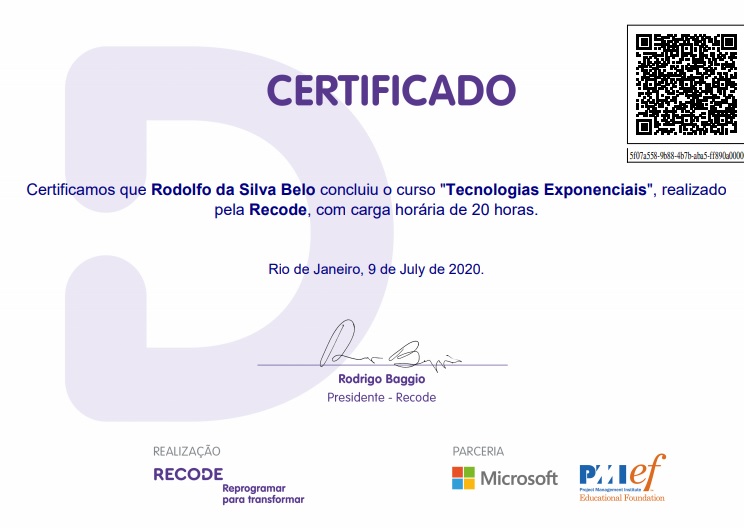 CERTIFICADO
5f07a558-9b88-4b7b-aba5-ff890a0000
Certificamos que Rodolfo da Silva Belo concluiu o curso "Tecnologias Exponenciais", realizado
pela Recode, com carga horária de 20 horas.
Rio de Janeiro, 9 de July de 2020.
Rodrigo Baggio
Presidente - Recode
REALIZAÇÃO
RECODE
Reprogramar
para transformar
PARCERIA
Microsoft
PMIef
Project Management Institute
Educational Foundation